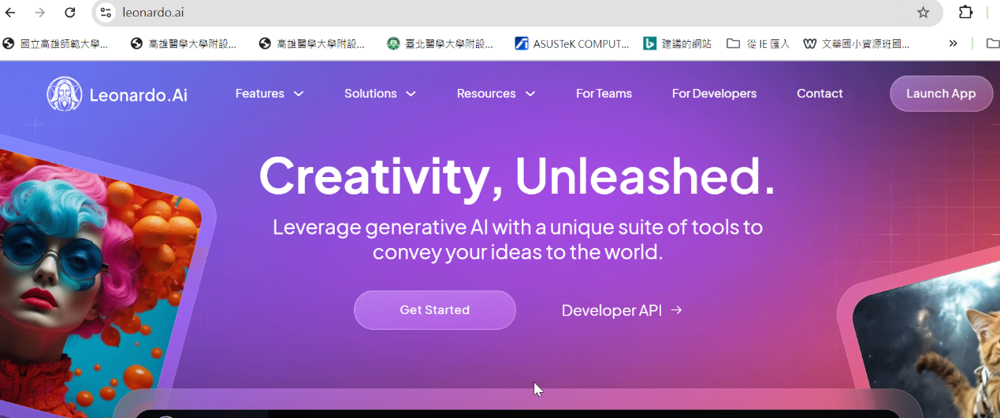 leonardo.ai
國立高雄師範大學... 高雄醫學大學附設... 高雄醫學大學附設... 臺北醫學大學附設... ASUSTeK COMPUT... 建議的網站 從 IE 匯入 文華國小資源班國...
Leonardo.Ai Features Solutions Resources For Teams For Developers Contact Launch App
Creativity, Unleashed.
Leverage generative AI with a unique suite of tools to
convey your ideas to the world.
Get Started Developer API →